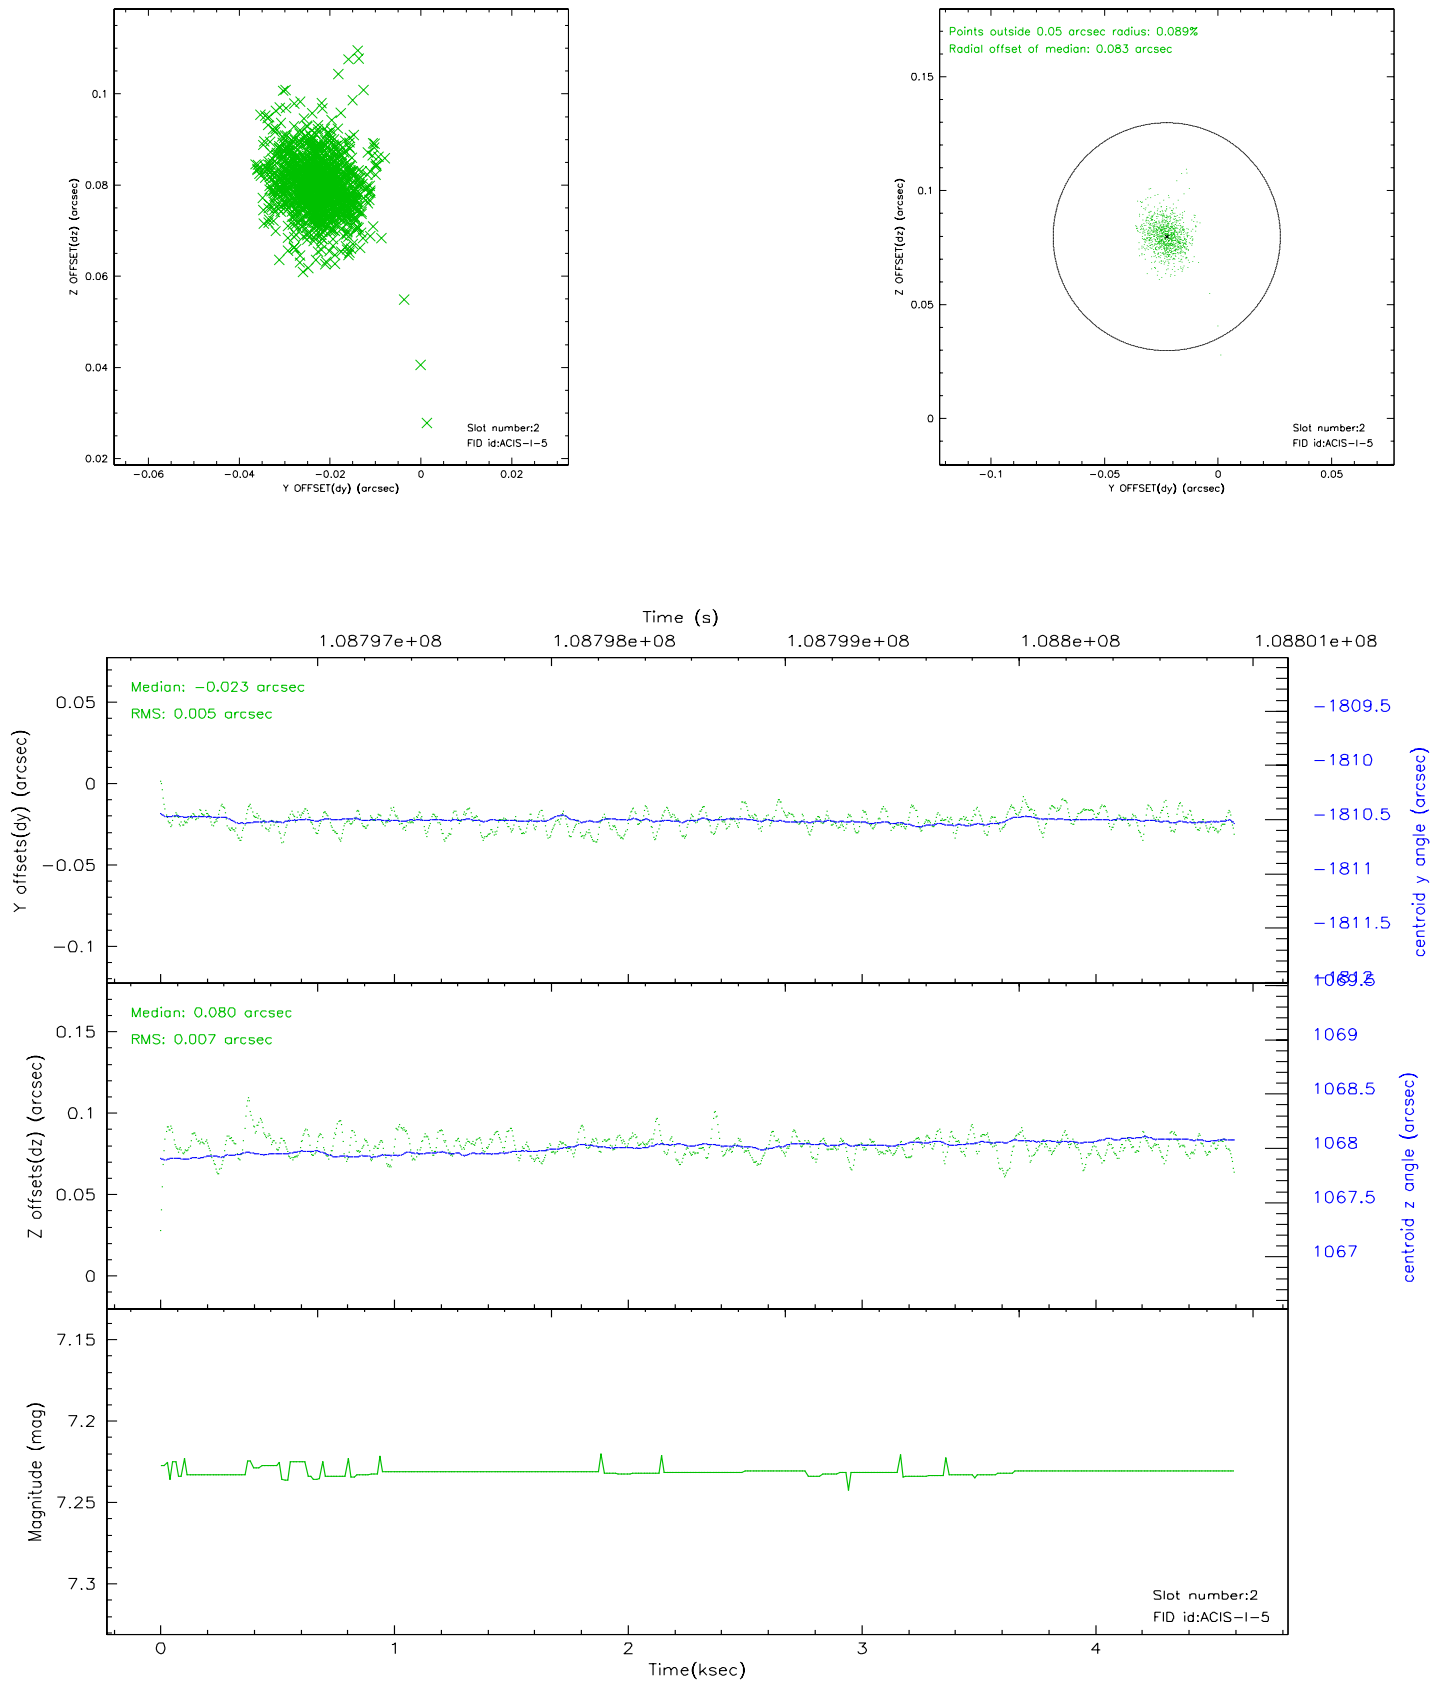 Z OFFSET(dz) (arcsec)
0.1
0.08
0.06
0.04
0.02
Slot number:2
FID id:ACIS-I-5
-0.06
-0.04
-0.02
0
0.02
Y OFFSET(dy) (arcsec)
Points outside 0.05 arcsec radius: 0.089%
Radial offset of median: 0.083 arcsec
Z OFFSET(dz) (arcsec)
0.15
0.1
0.05
0
Slot number:2
FID id:ACIS-I-5
-0.1
-0.05
0
0.05
Y OFFSET(dy) (arcsec)
Time (s)
1.08797e+08
1.08798e+08
1.08799e+08
1.088e+08
1.08801e+08
Median: -0.023 arcsec
RMS: 0.005 arcsec
Y offsets(dy) (arcsec)
0.05
0
-0.05
-0.1
-1809.5
-1810
-1810.5
-1811
-1811.5
-1812
centroid y angle (arcsec)
Median: 0.080 arcsec
RMS: 0.007 arcsec
Z offsets(dz) (arcsec)
0.15
0.1
0.05
0
1069.5
1069
1068.5
1068
1067.5
1067
centroid z angle (arcsec)
Magnitude (mag)
7.15
7.2
7.25
7.3
Slot number:2
FID id:ACIS-I-5
0
1
2
3
4
Time(ksec)